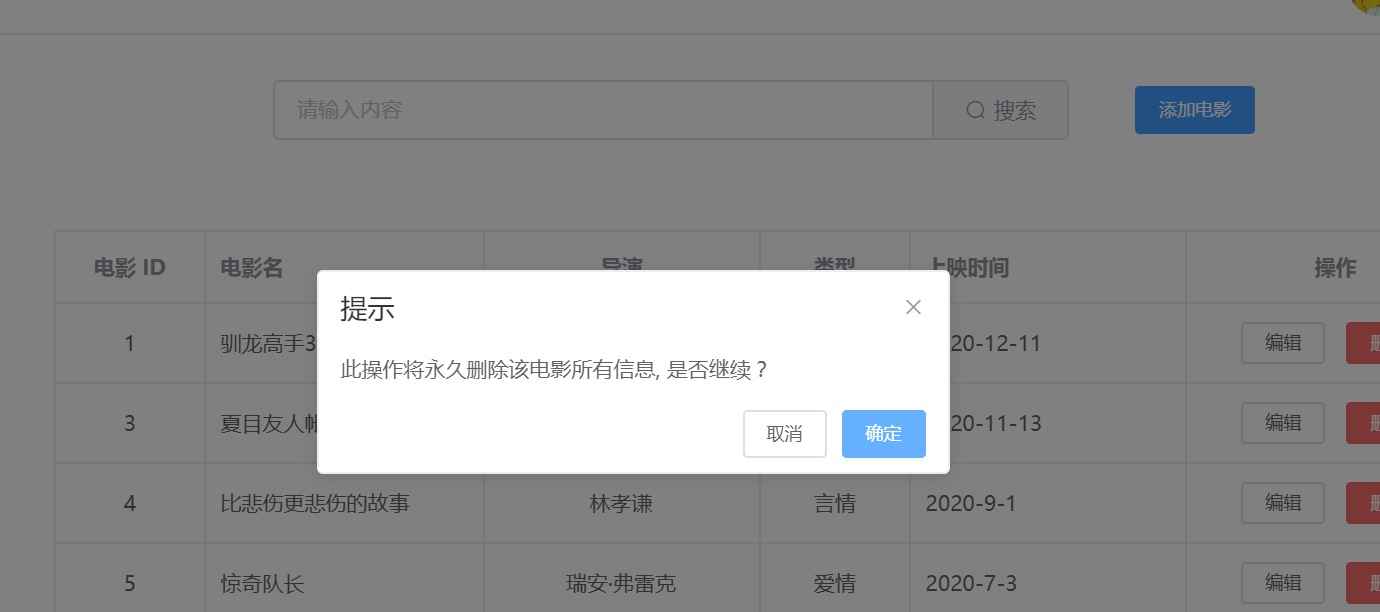 请输入内容 搜索 添加电影
电影 ID 电影名 导演 类型 上映时间 操作
提示
1 驯龙高手3 20-12-11 编辑
此操作将永久删除该电影所有信息, 是否继续？
3 夏目友人帐 20-11-13 编辑
取消 确定
4 比悲伤更悲伤的故事 林孝谦 言情 2020-9-1 编辑
5 惊奇队长 瑞安·弗雷克 爱情 2020-7-3 编辑